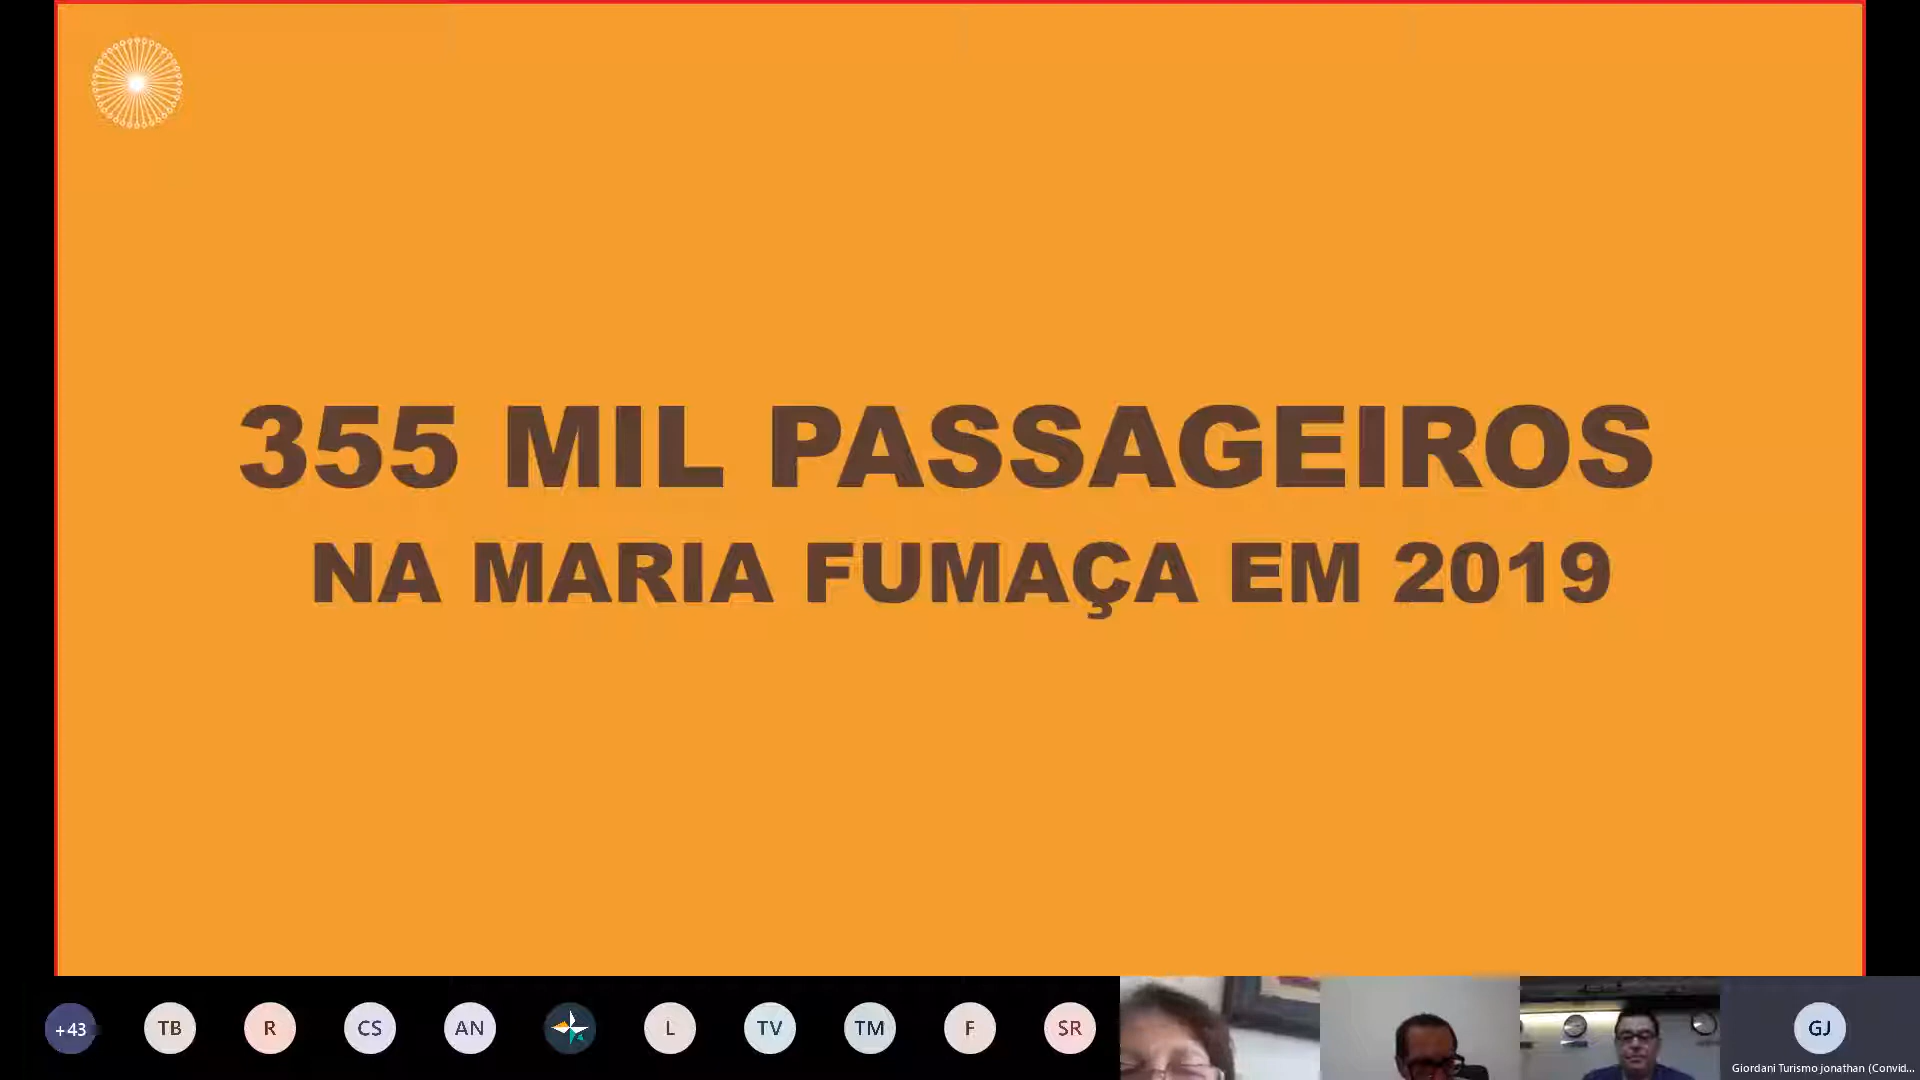 355 MIL PASSAGEIROS
NA MARIA FUMAÇA EM 2019
+43
TB
R
CS
AN
L
TV
TM
F
SR
GJ
Giordani Turismo jonathan (Convid...